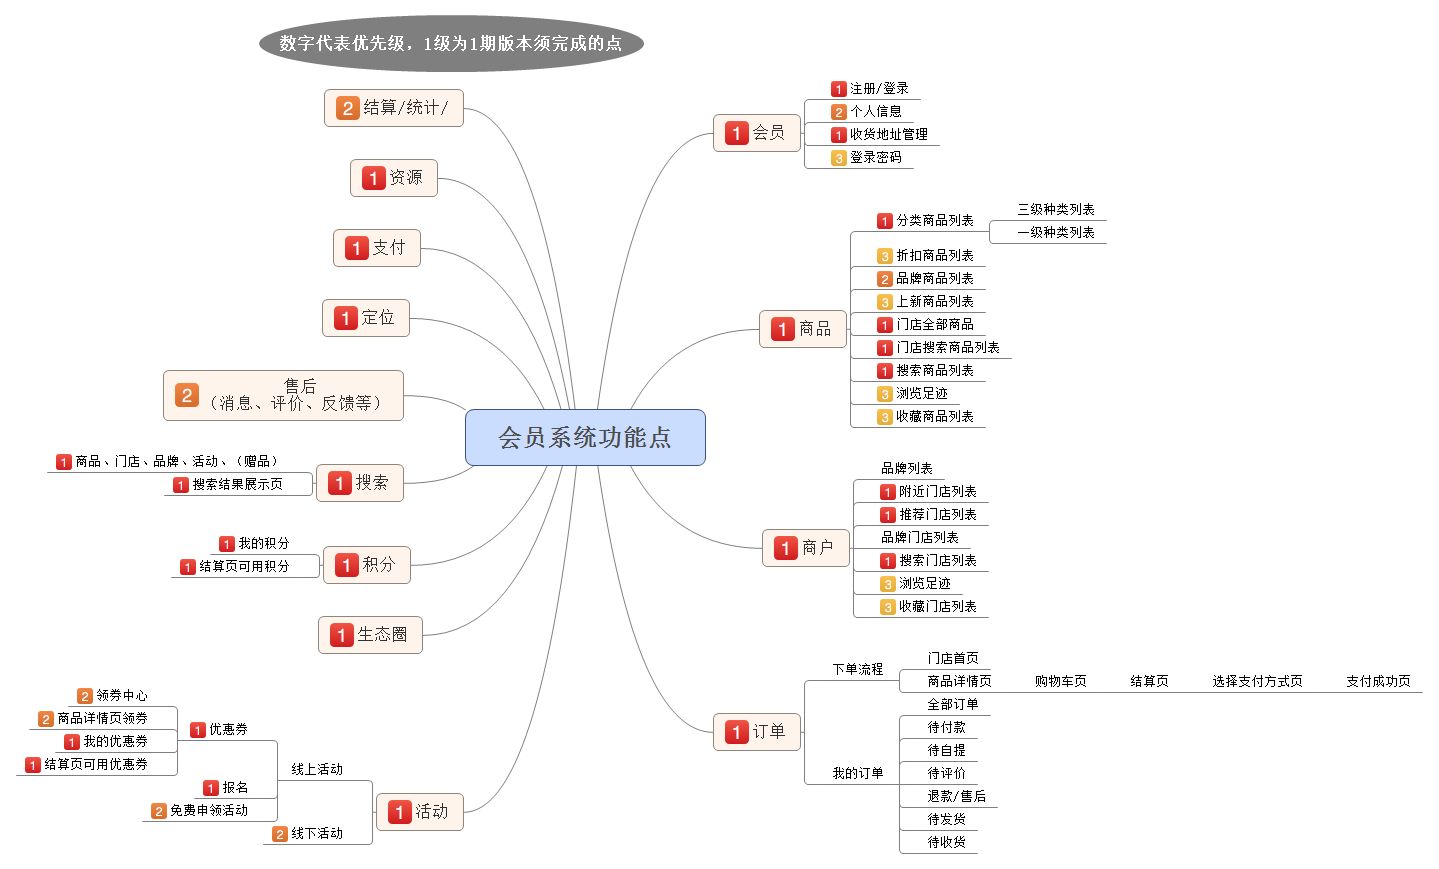 数字代表优先级，1级为1期版本须完成的点
会员系统功能点
1 会员
1 注册/登录
2 个人信息
1 收货地址管理
3 登录密码
1 商品
1 分类商品列表
三级种类列表
一级种类列表
3 折扣商品列表
2 品牌商品列表
3 上新商品列表
1 门店全部商品
1 门店搜索商品列表
1 搜索商品列表
3 浏览足迹
3 收藏商品列表
1 商户
品牌列表
1 附近门店列表
1 推荐门店列表
品牌门店列表
1 搜索门店列表
3 浏览足迹
3 收藏门店列表
1 订单
下单流程
门店首页
商品详情页 购物车页 结算页 选择支付方式页 支付成功页
我的订单
全部订单
待付款
待自提
待评价
退款/售后
待发货
待收货
2 结算/统计/
1 资源
1 支付
1 定位
2 售后
（消息、评价、反馈等）
1 搜索
1 商品、门店、品牌、活动、（赠品）
1 搜索结果展示页
1 积分
1 我的积分
1 结算页可用积分
1 生态圈
1 活动
线上活动
1 优惠券
2 领券中心
2 商品详情页领券
1 我的优惠券
1 结算页可用优惠券
1 报名
2 免费申领活动
2 线下活动